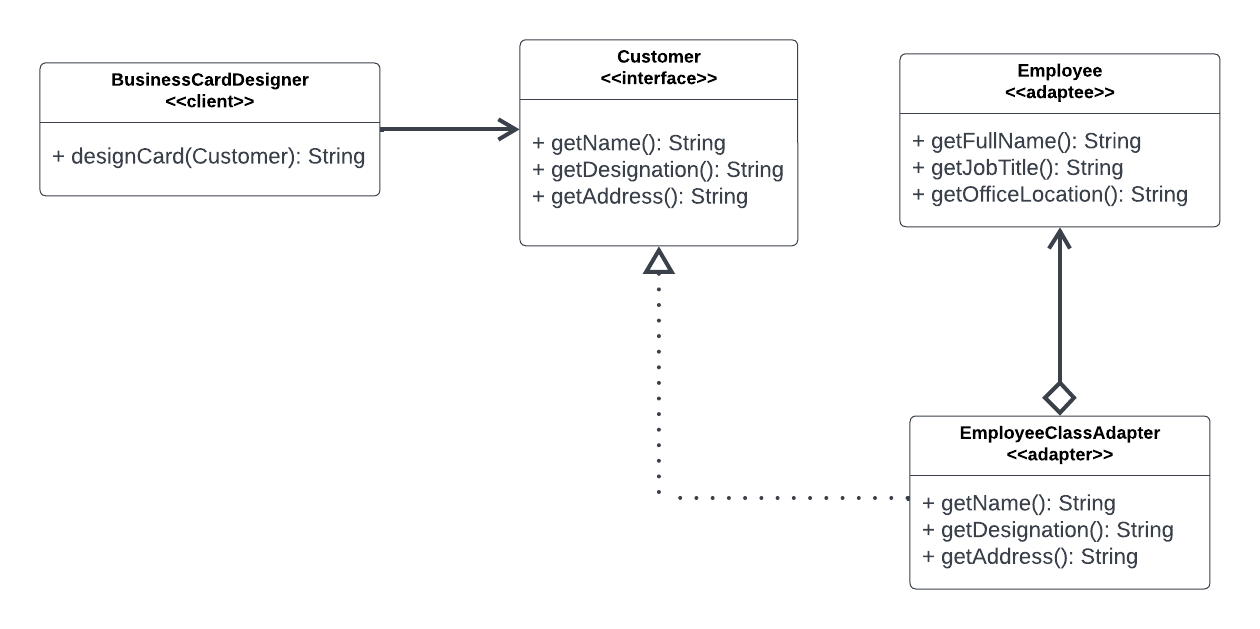 BusinessCardDesigner
<<client>>
+ designCard(Customer): String
Customer
<<interface>>
+ getName(): String
+ getDesignation(): String
+ getAddress(): String
Employee
<<adaptee>>
+ getFullName(): String
+ getJobTitle(): String
+ getOfficeLocation(): String
EmployeeClassAdapter
<<adapter>>
+ getName(): String
+ getDesignation(): String
+ getAddress(): String